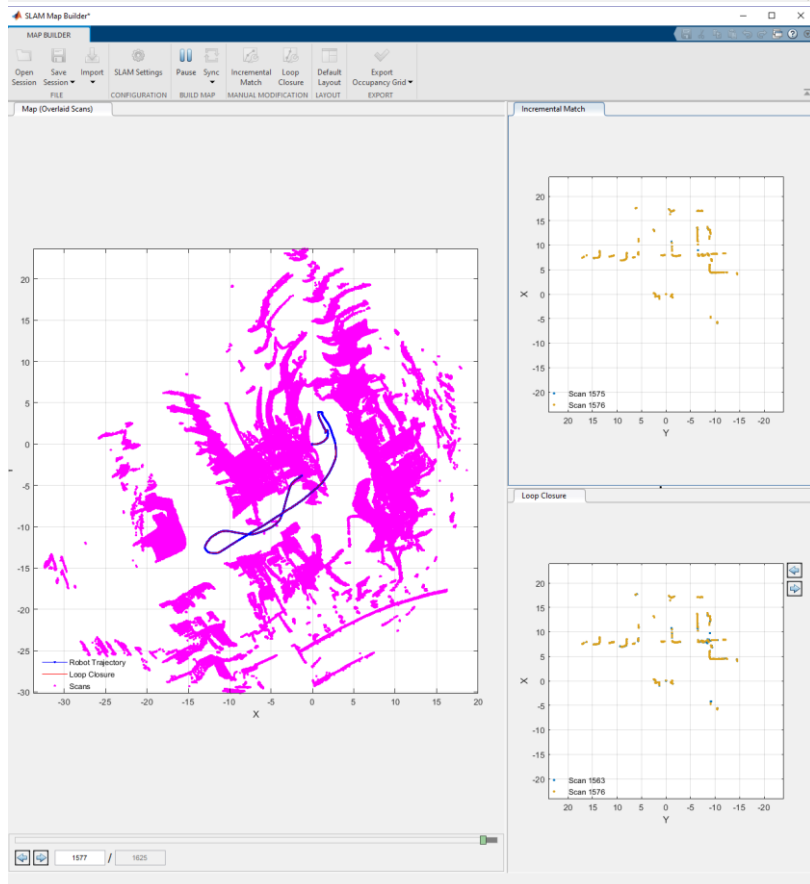 SLAM Map Builder*
MAP BUILDER
Open Session
Save Session
Import
SLAM Settings
Pause
Sync
Incremental Match
Loop Closure
Default Layout
Export Occupancy Grid
FILE
CONFIGURATION
BUILD MAP
MANUAL MODIFICATION
LAYOUT
EXPORT
Map (Overlaid Scans)
20
15
10
5
0
-5
-10
-15
-20
-25
-30
Robot Trajectory
Loop Closure
Scans
-30 -25 -20 -15 -10 -5 0 5 10 15 20
X
1577 / 1625
Incremental Match
20
15
10
5
0
-5
-10
-15
-20
X
Scan 1575
Scan 1576
20 15 10 5 0 -5 -10 -15 -20
Y
Loop Closure
20
15
10
5
0
-5
-10
-15
-20
X
Scan 1563
Scan 1576
20 15 10 5 0 -5 -10 -15 -20
Y